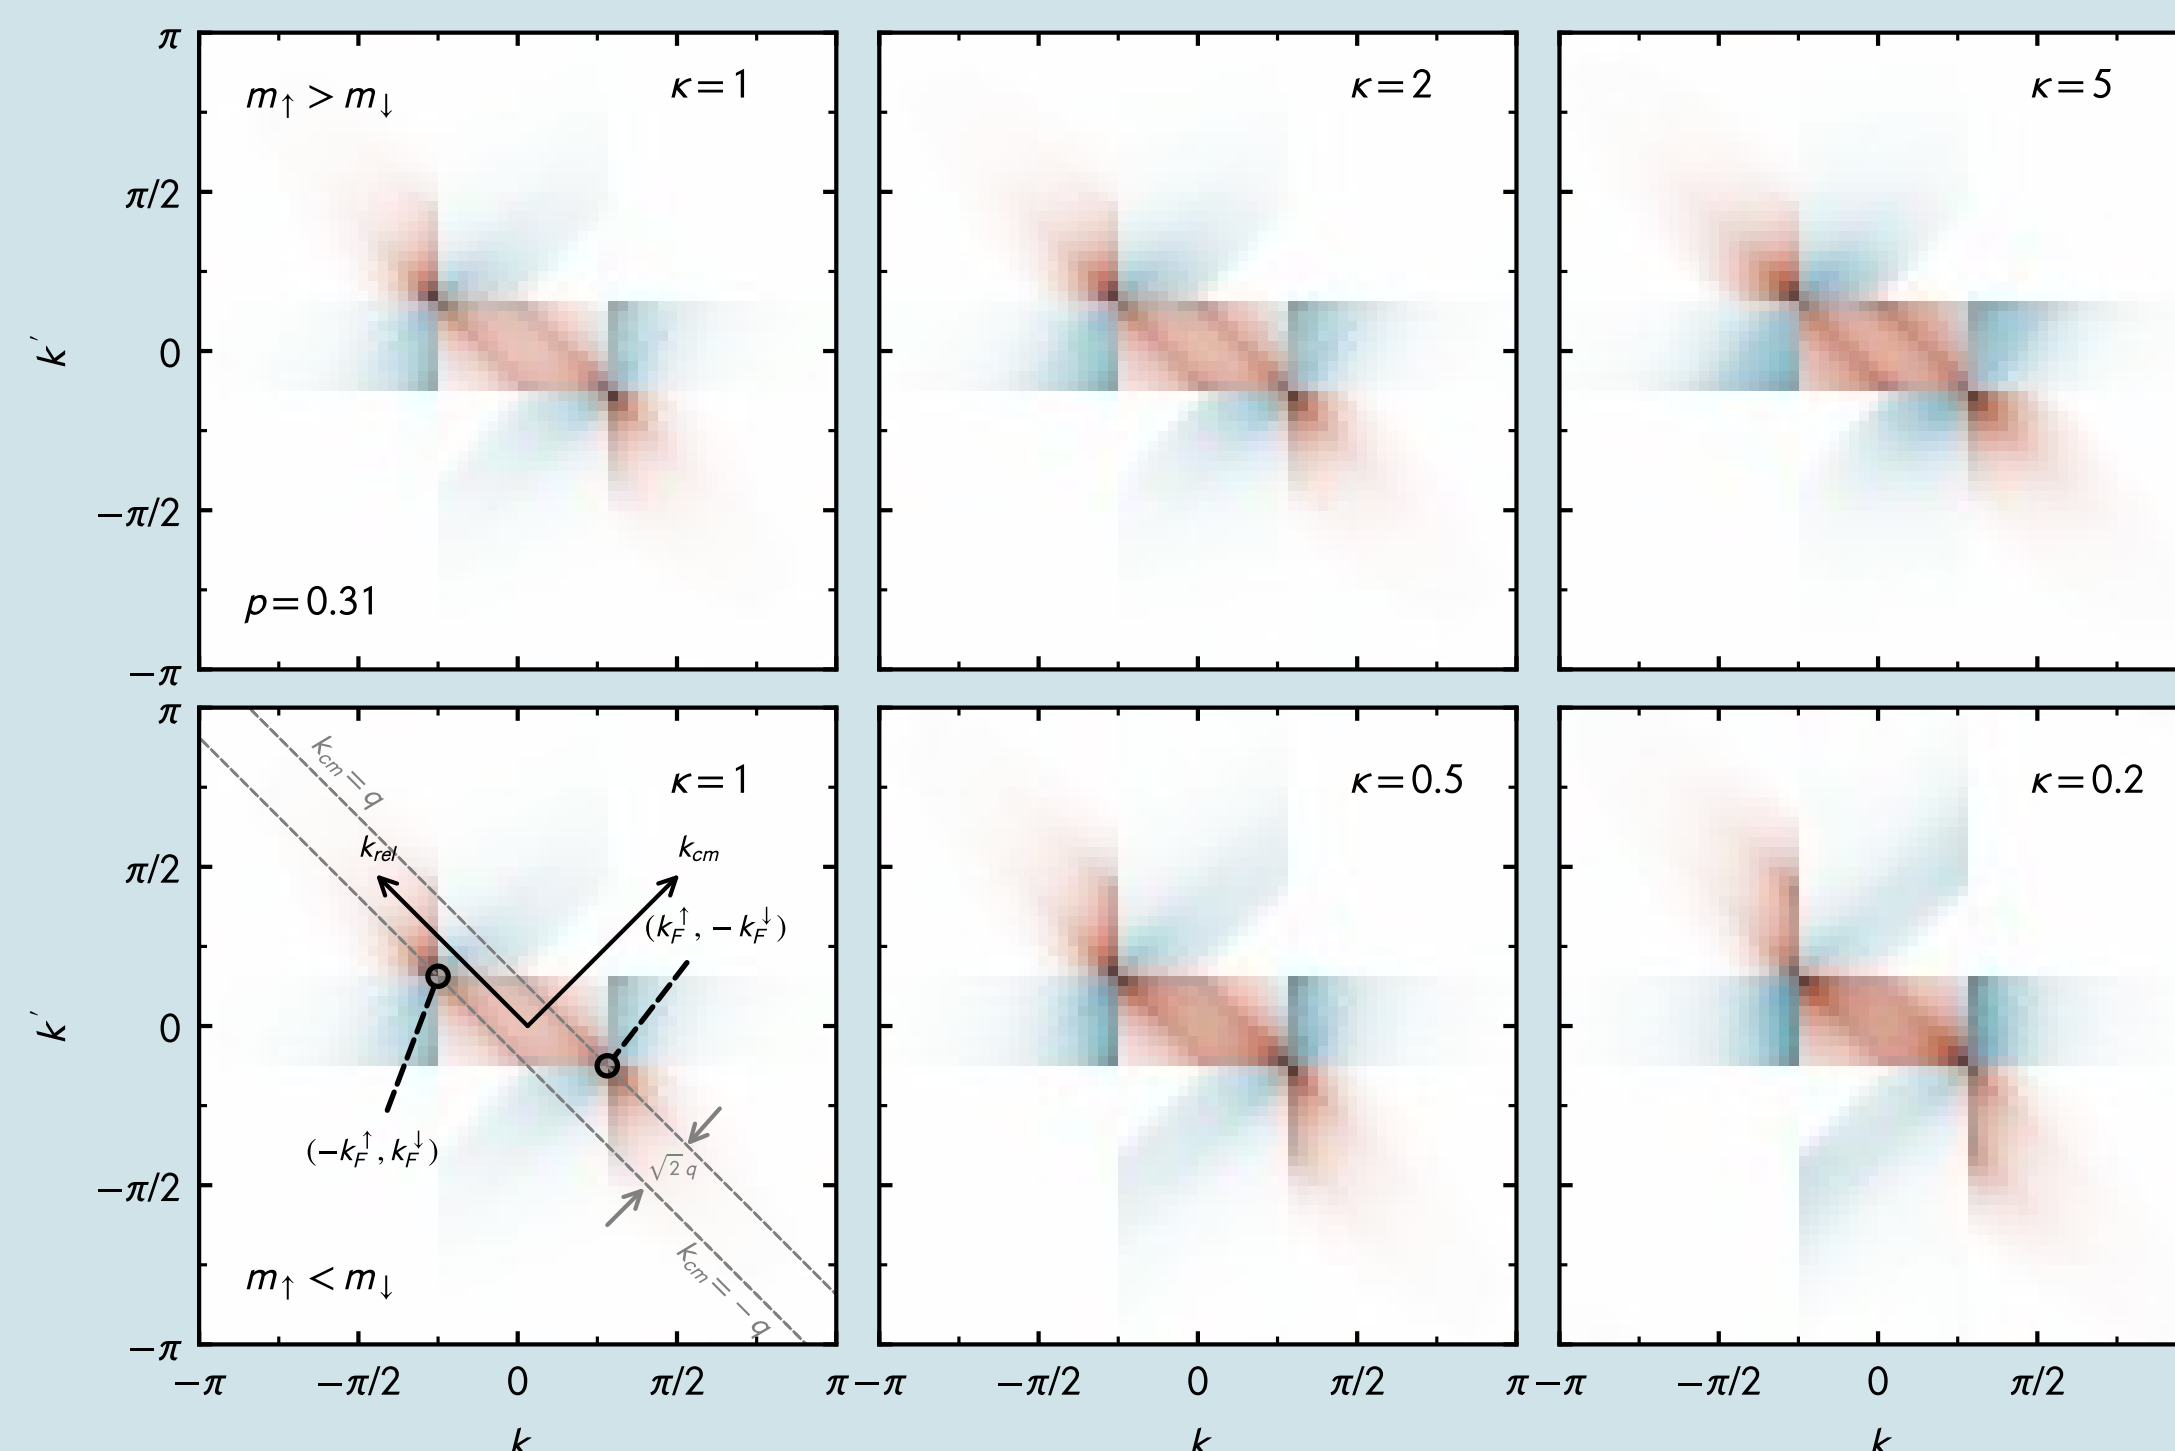 π
π/2
k′
0
−π/2
−π
m↑ > m↓
κ = 1
p = 0.31
κ = 2
κ = 5
π
π/2
k′
0
−π/2
−π
k_cm = q
κ = 1
k_rel
k_cm
(k_F^↑, −k_F^↓)
(−k_F^↑, k_F^↓)
√2 q
k_cm = −q
m↑ < m↓
κ = 0.5
κ = 0.2
−π −π/2 0 π/2 π −π −π/2 0 π/2 π −π −π/2 0 π/2
k k k